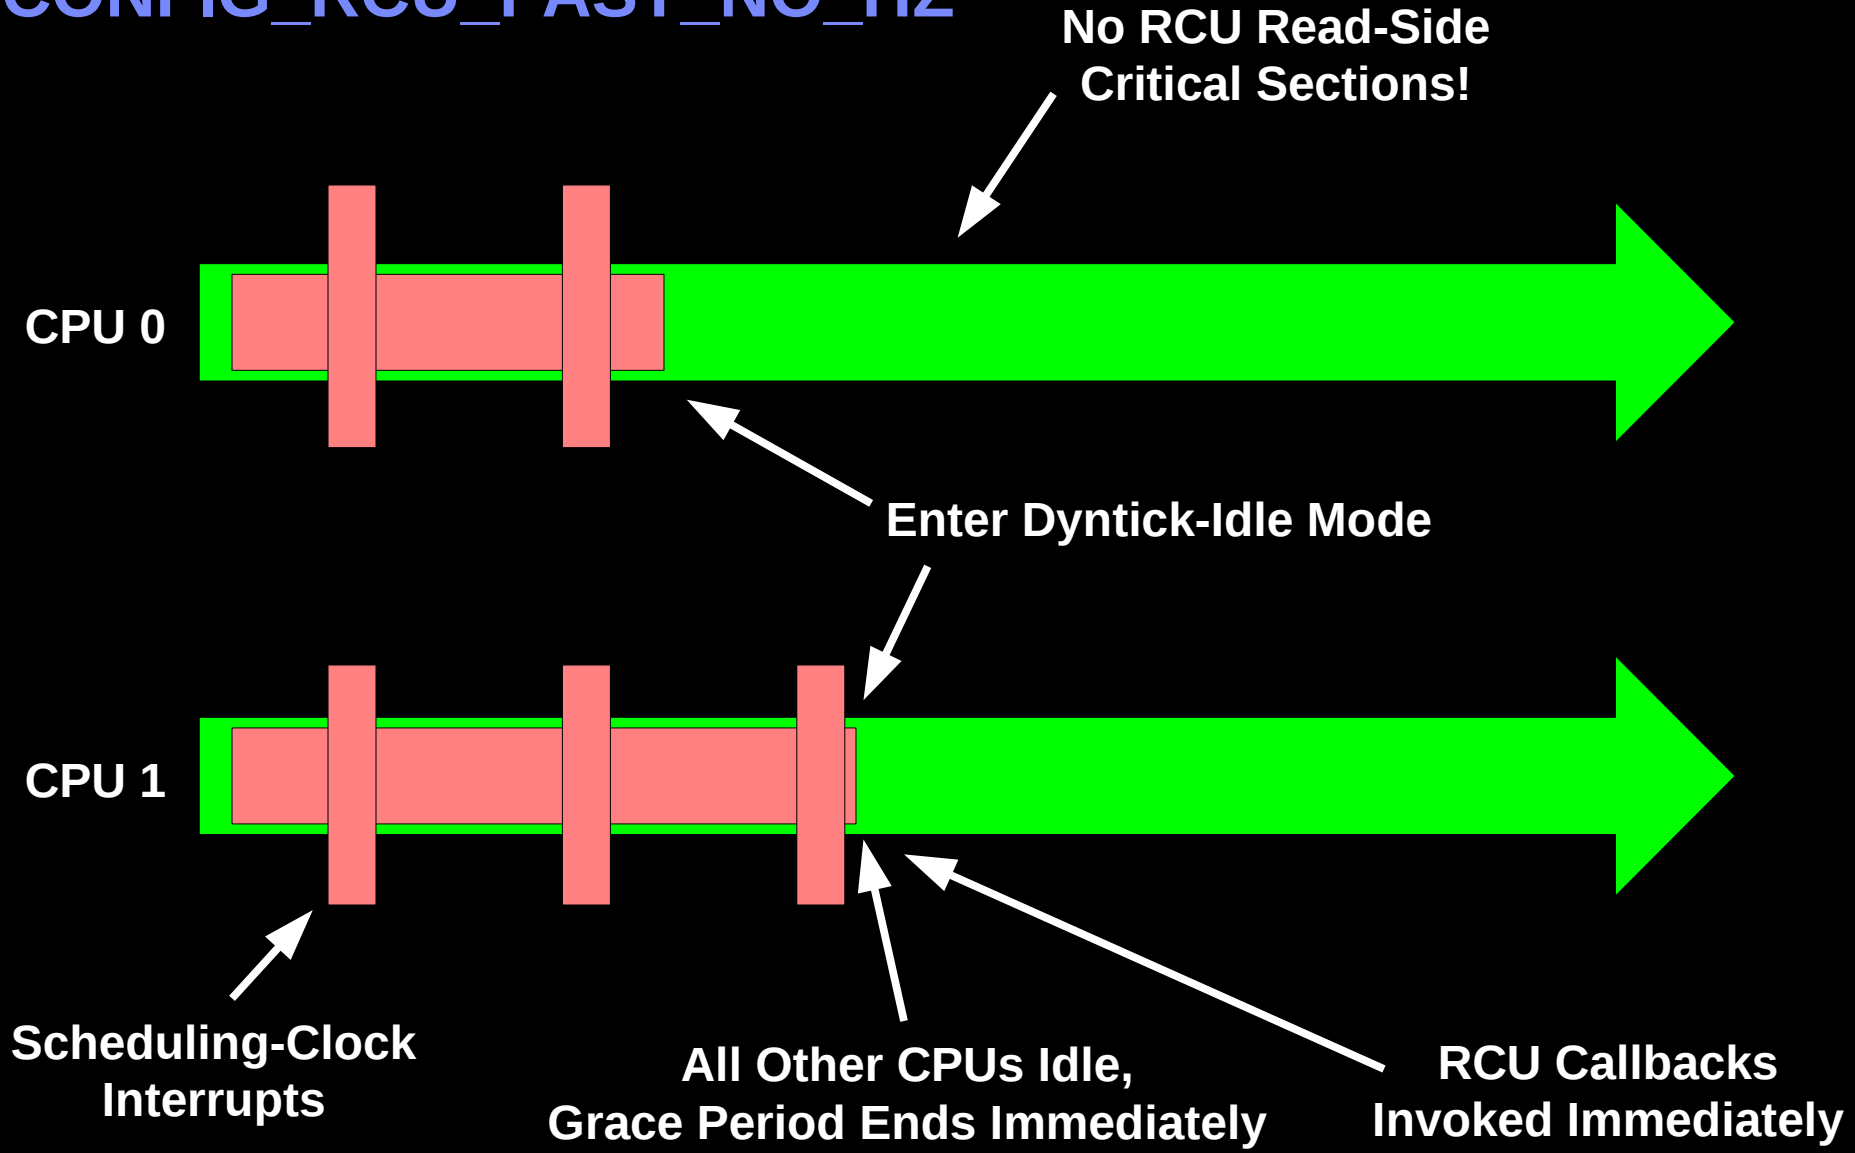 CONFIG_RCU_FAST_NO_HZ
No RCU Read-Side
Critical Sections!
CPU 0
Enter Dyntick-Idle Mode
CPU 1
Scheduling-Clock
Interrupts
All Other CPUs Idle,
Grace Period Ends Immediately
RCU Callbacks
Invoked Immediately